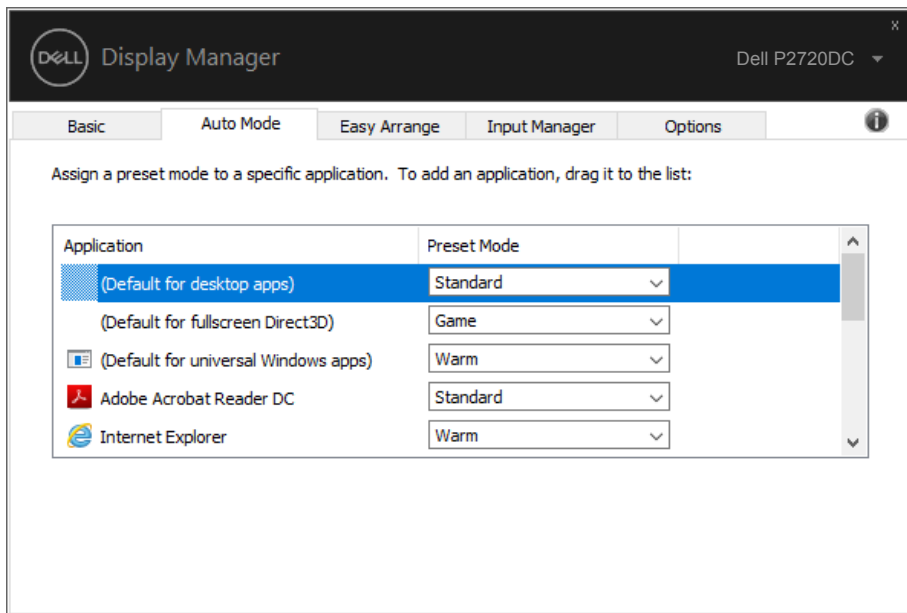 x
DELL Display Manager
Dell P2720DC
Basic Auto Mode Easy Arrange Input Manager Options i
Assign a preset mode to a specific application. To add an application, drag it to the list:
Application Preset Mode
(Default for desktop apps) Standard
(Default for fullscreen Direct3D) Game
(Default for universal Windows apps) Warm
Adobe Acrobat Reader DC Standard
Internet Explorer Warm